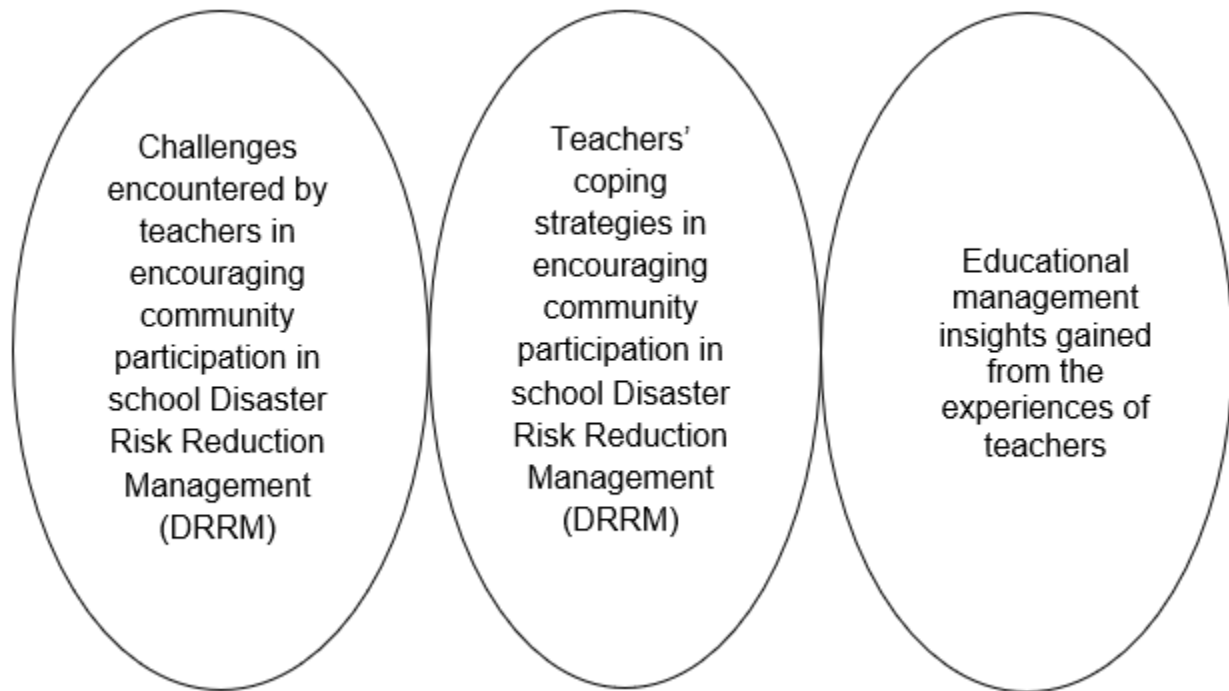 Challenges
encountered by
teachers in
encouraging
community
participation in
school Disaster
Risk Reduction
Management
(DRRM)
Teachers’
coping
strategies in
encouraging
community
participation in
school Disaster
Risk Reduction
Management
(DRRM)
Educational
management
insights gained
from the
experiences of
teachers